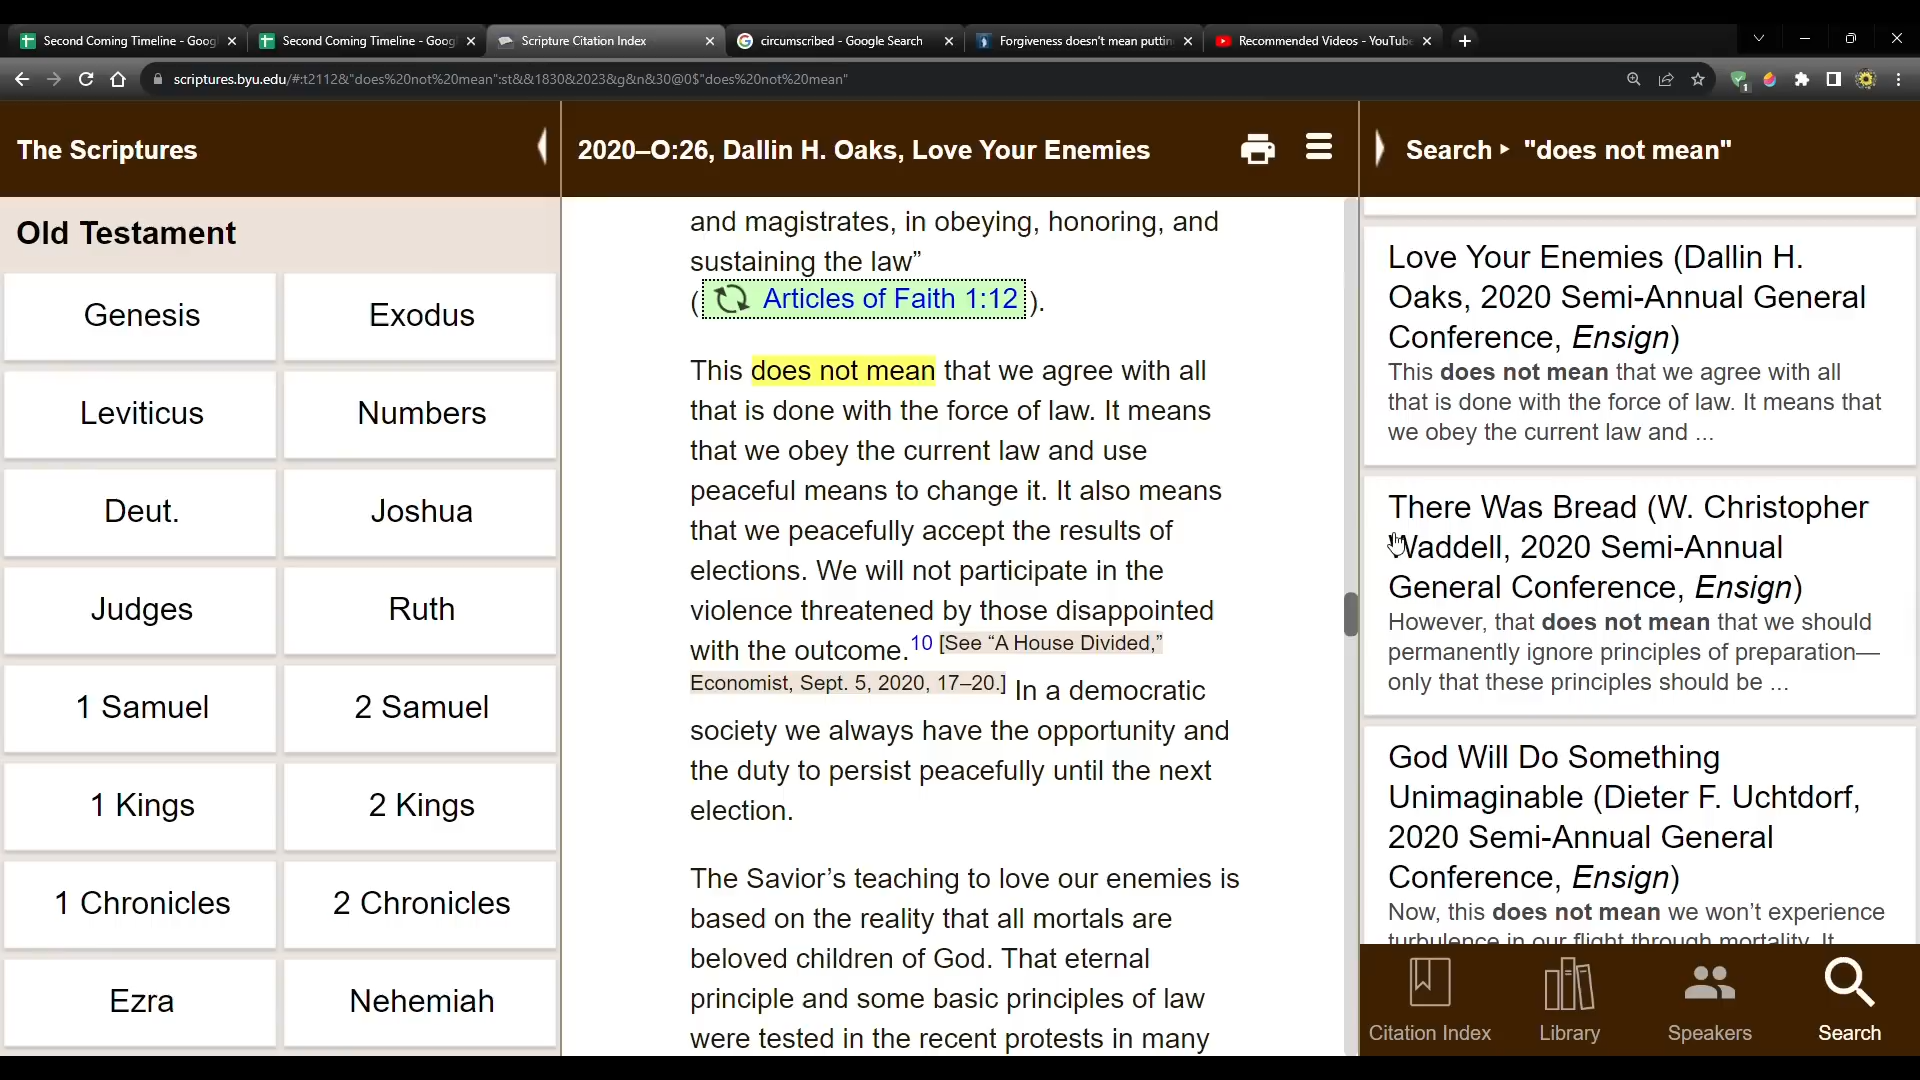 Second Coming Timeline - Goog
Second Coming Timeline - Goog
Scripture Citation Index
circumscribed - Google Search
Forgiveness doesn't mean puttin
Recommended Videos - YouTube
scriptures.byu.edu/#:t2112&"does%20not%20mean":st&&1830&2023&g&n&30@0$"does%20not%20mean"
1
The Scriptures
Old Testament
Genesis
Exodus
Leviticus
Numbers
Deut.
Joshua
Judges
Ruth
1 Samuel
2 Samuel
1 Kings
2 Kings
1 Chronicles
2 Chronicles
Ezra
Nehemiah
2020–O:26, Dallin H. Oaks, Love Your Enemies
and magistrates, in obeying, honoring, and
sustaining the law”
( Articles of Faith 1:12 ).
This does not mean that we agree with all
that is done with the force of law. It means
that we obey the current law and use
peaceful means to change it. It also means
that we peacefully accept the results of
elections. We will not participate in the
violence threatened by those disappointed
with the outcome.10 [See “A House Divided,”
Economist, Sept. 5, 2020, 17–20.] In a democratic
society we always have the opportunity and
the duty to persist peacefully until the next
election.
The Savior’s teaching to love our enemies is
based on the reality that all mortals are
beloved children of God. That eternal
principle and some basic principles of law
were tested in the recent protests in many
Search ▸ "does not mean"
Love Your Enemies (Dallin H.
Oaks, 2020 Semi-Annual General
Conference, Ensign)
This does not mean that we agree with all
that is done with the force of law. It means that
we obey the current law and ...
There Was Bread (W. Christopher
Waddell, 2020 Semi-Annual
General Conference, Ensign)
However, that does not mean that we should
permanently ignore principles of preparation—
only that these principles should be ...
God Will Do Something
Unimaginable (Dieter F. Uchtdorf,
2020 Semi-Annual General
Conference, Ensign)
Now, this does not mean we won’t experience
turbulence in our flight through mortality. It
Citation Index
Library
Speakers
Search